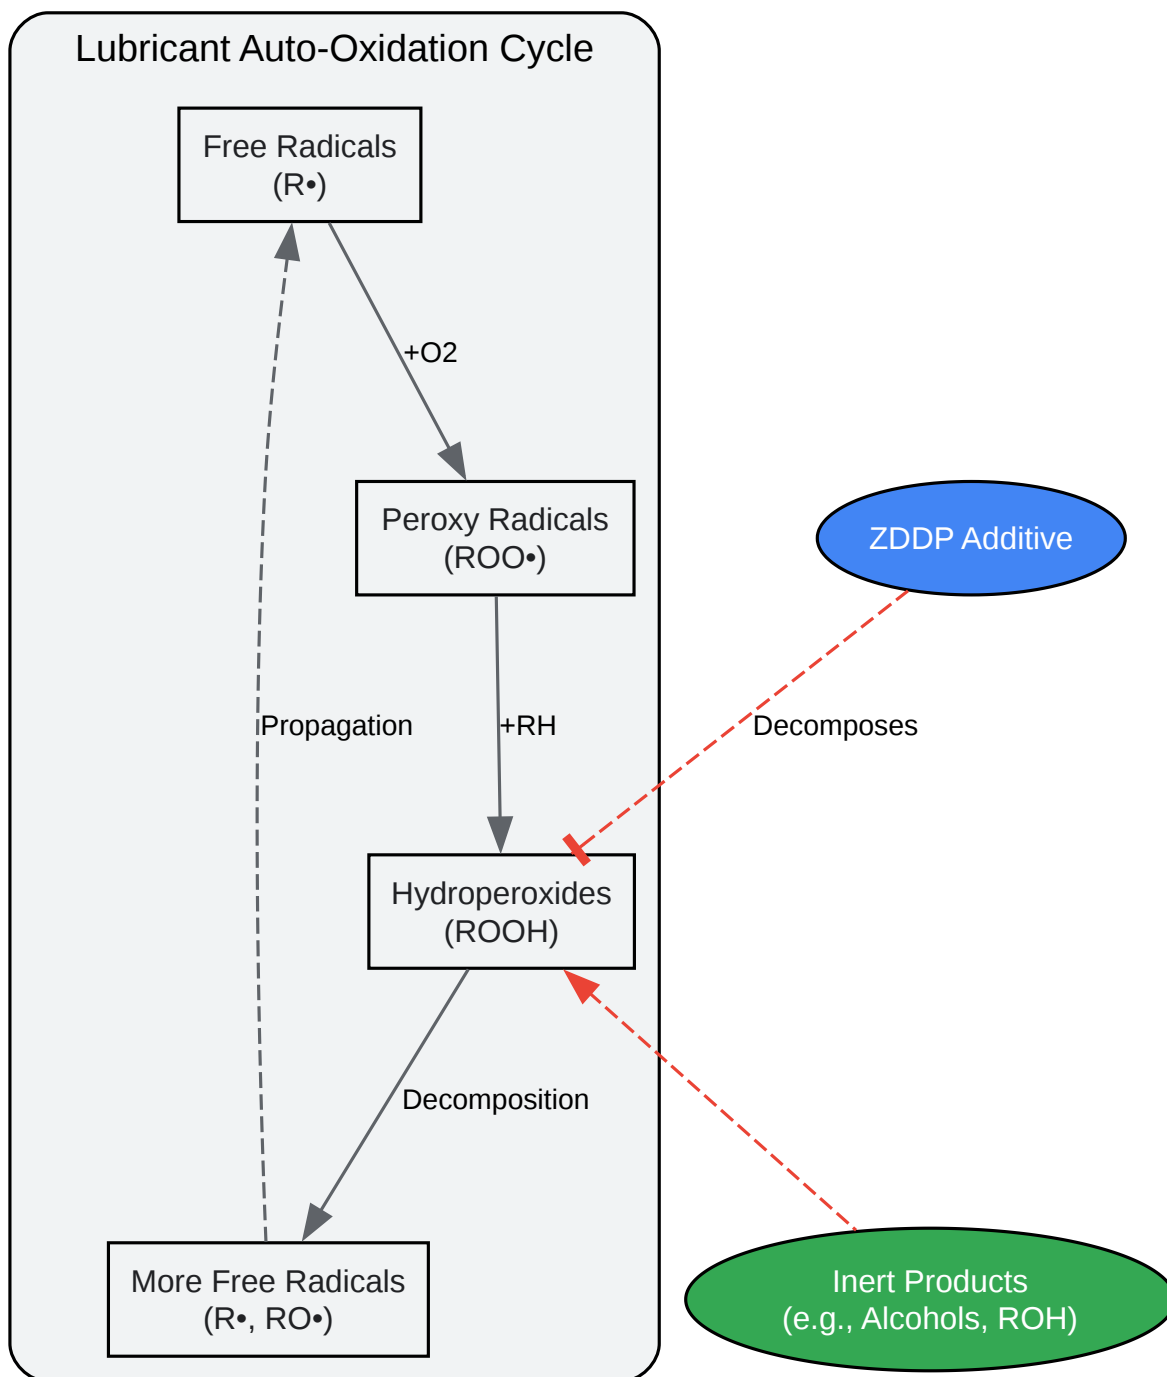 Lubricant Auto-Oxidation Cycle
Free Radicals
(R•)
+O2
Peroxy Radicals
(ROO•)
ZDDP Additive
Propagation
+RH
Decomposes
Hydroperoxides
(ROOH)
Decomposition
More Free Radicals
(R•, RO•)
Inert Products
(e.g., Alcohols, ROH)